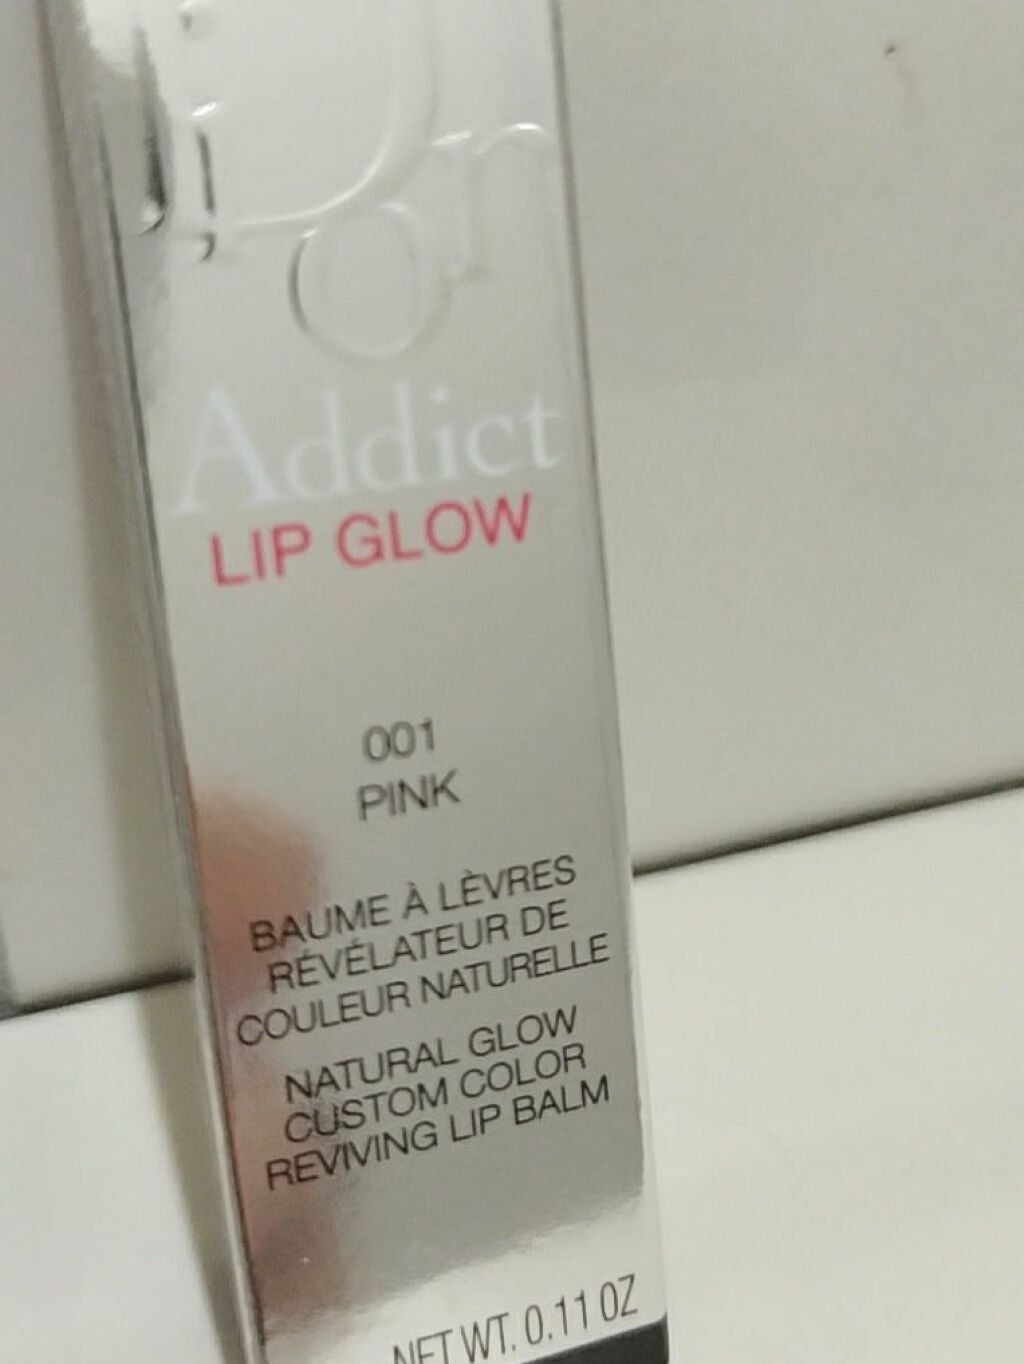 Dior
Addict
LIP GLOW
001
PINK
BAUME À LÈVRES
RÉVÉLATEUR DE
COULEUR NATURELLE
NATURAL GLOW
CUSTOM COLOR
REVIVING LIP BALM
NET WT. 0.11 OZ